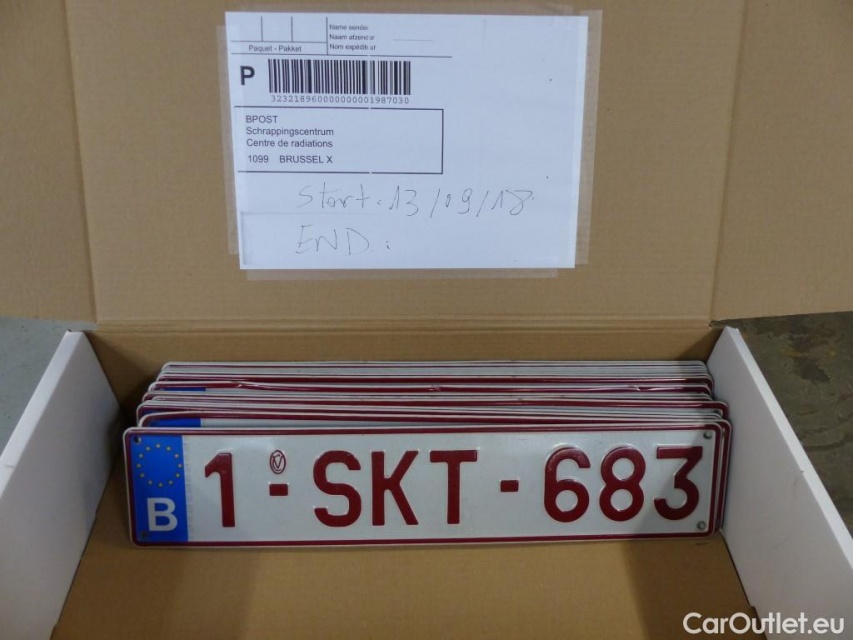 Name sender
Naam afzender
Nom expéditeur
Paquet - Pakket
P
3232189600000000001987030
BPOST
Schrappingscentrum
Centre de radiations
1099 BRUSSEL X
Start: 13/09/18
END:
B 1-SKT-683
CarOutlet.eu